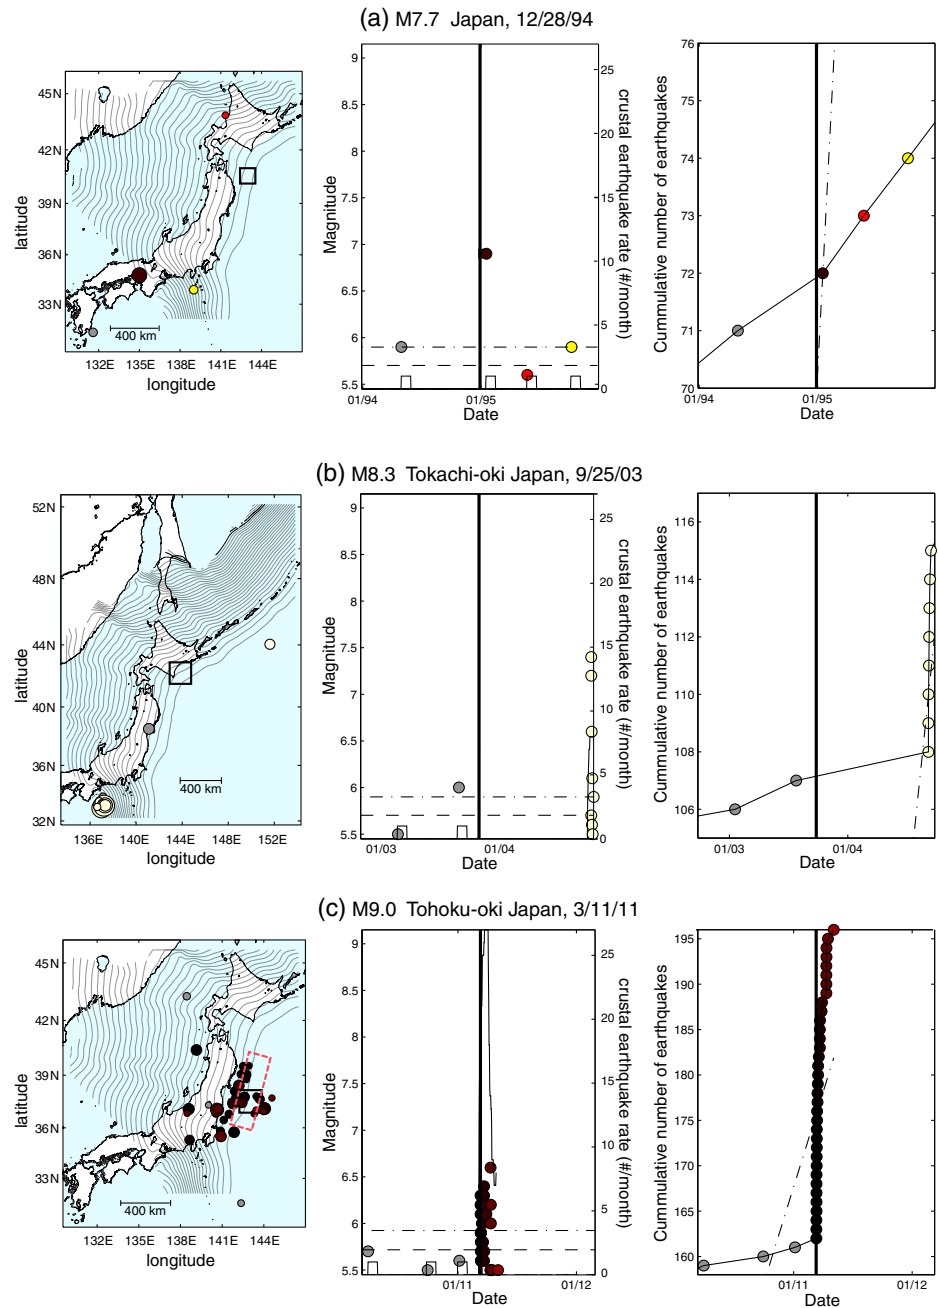 (a) M7.7 Japan, 12/28/94
45N
42N
39N
36N
33N
latitude
400 km
132E 135E 138E 141E 144E
longitude
9
8.5
8
7.5
7
6.5
6
5.5
Magnitude
25
20
15
10
5
0
crustal earthquake rate (#/month)
01/94 01/95
Date
76
75
74
73
72
71
70
Cummulative number of earthquakes
01/94 01/95
Date
(b) M8.3 Tokachi-oki Japan, 9/25/03
52N
48N
44N
40N
36N
32N
latitude
400 km
136E 140E 144E 148E 152E
longitude
9
8.5
8
7.5
7
6.5
6
5.5
Magnitude
25
20
15
10
5
0
crustal earthquake rate (#/month)
01/03 01/04
Date
116
114
112
110
108
106
Cummulative number of earthquakes
01/03 01/04
Date
(c) M9.0 Tohoku-oki Japan, 3/11/11
45N
42N
39N
36N
33N
latitude
400 km
132E 135E 138E 141E 144E
longitude
9
8.5
8
7.5
7
6.5
6
5.5
Magnitude
25
20
15
10
5
0
crustal earthquake rate (#/month)
01/11 01/12
Date
195
190
185
180
175
170
165
160
Cummulative number of earthquakes
01/11 01/12
Date